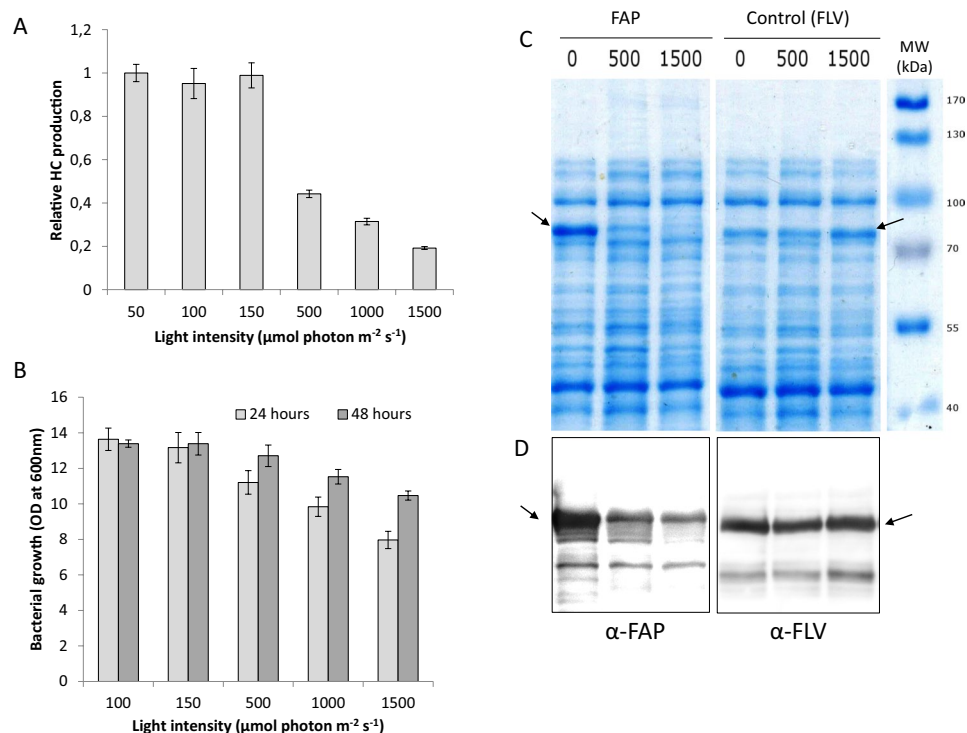 A
1,2
1
0,8
0,6
0,4
0,2
0
Relative HC production
50 100 150 500 1000 1500
Light intensity (µmol photon m⁻² s⁻¹)
B
16
14
12
10
8
6
4
2
0
Bacterial growth (OD at 600nm)
24 hours 48 hours
100 150 500 1000 1500
Light intensity (µmol photon m⁻² s⁻¹)
C
FAP Control (FLV)
0 500 1500 0 500 1500
MW
(kDa)
170
130
100
70
55
40
D
α-FAP α-FLV